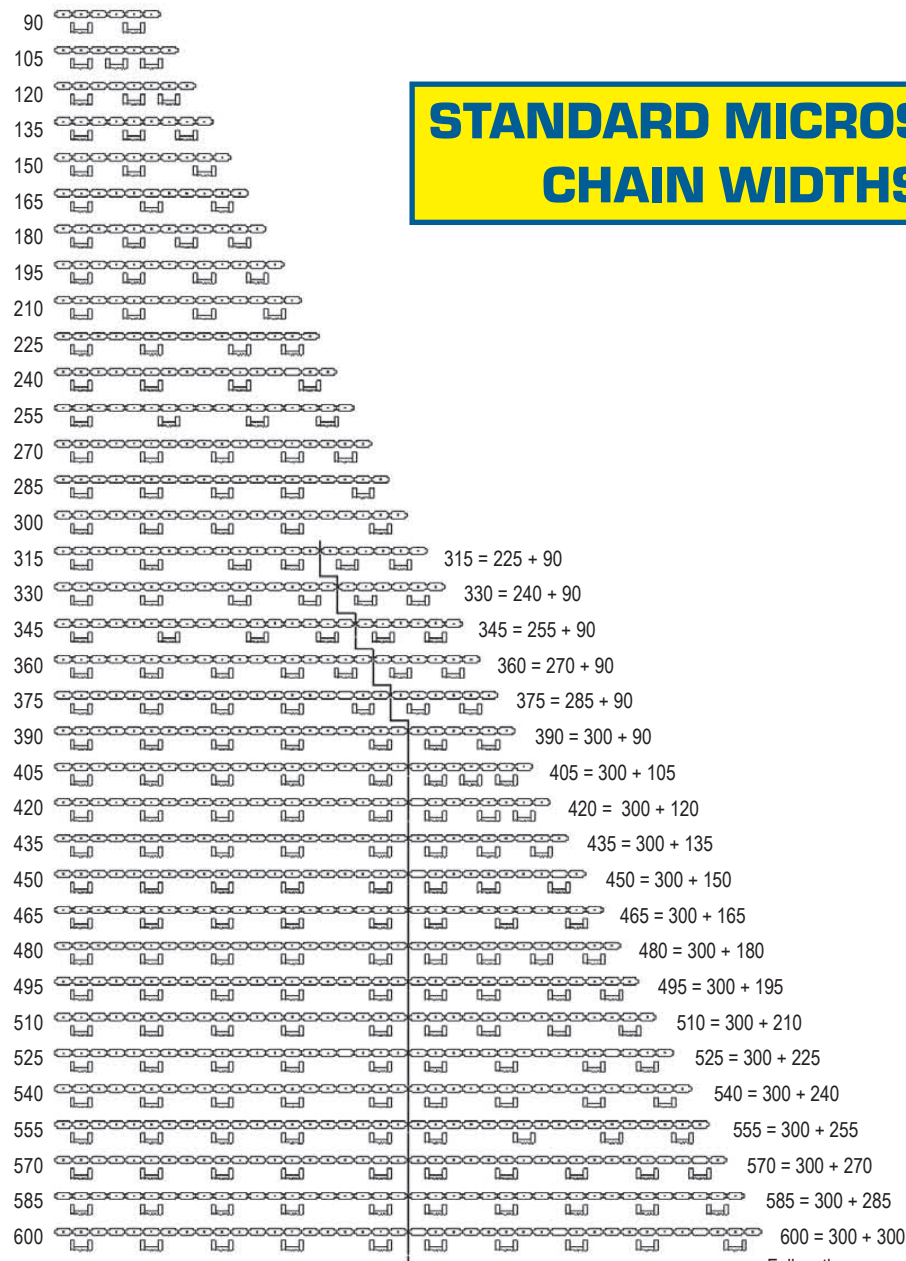 90
105
120
STANDARD MICROS
135
150
CHAIN WIDTHS
165
180
195
210
225
240
255
270
285
300
315 315 = 225 + 90
330 330 = 240 + 90
345 345 = 255 + 90
360 360 = 270 + 90
375 375 = 285 + 90
390 390 = 300 + 90
405 405 = 300 + 105
420 420 = 300 + 120
435 435 = 300 + 135
450 450 = 300 + 150
465 465 = 300 + 165
480 480 = 300 + 180
495 495 = 300 + 195
510 510 = 300 + 210
525 525 = 300 + 225
540 540 = 300 + 240
555 555 = 300 + 255
570 570 = 300 + 270
585 585 = 300 + 285
600 600 = 300 + 300